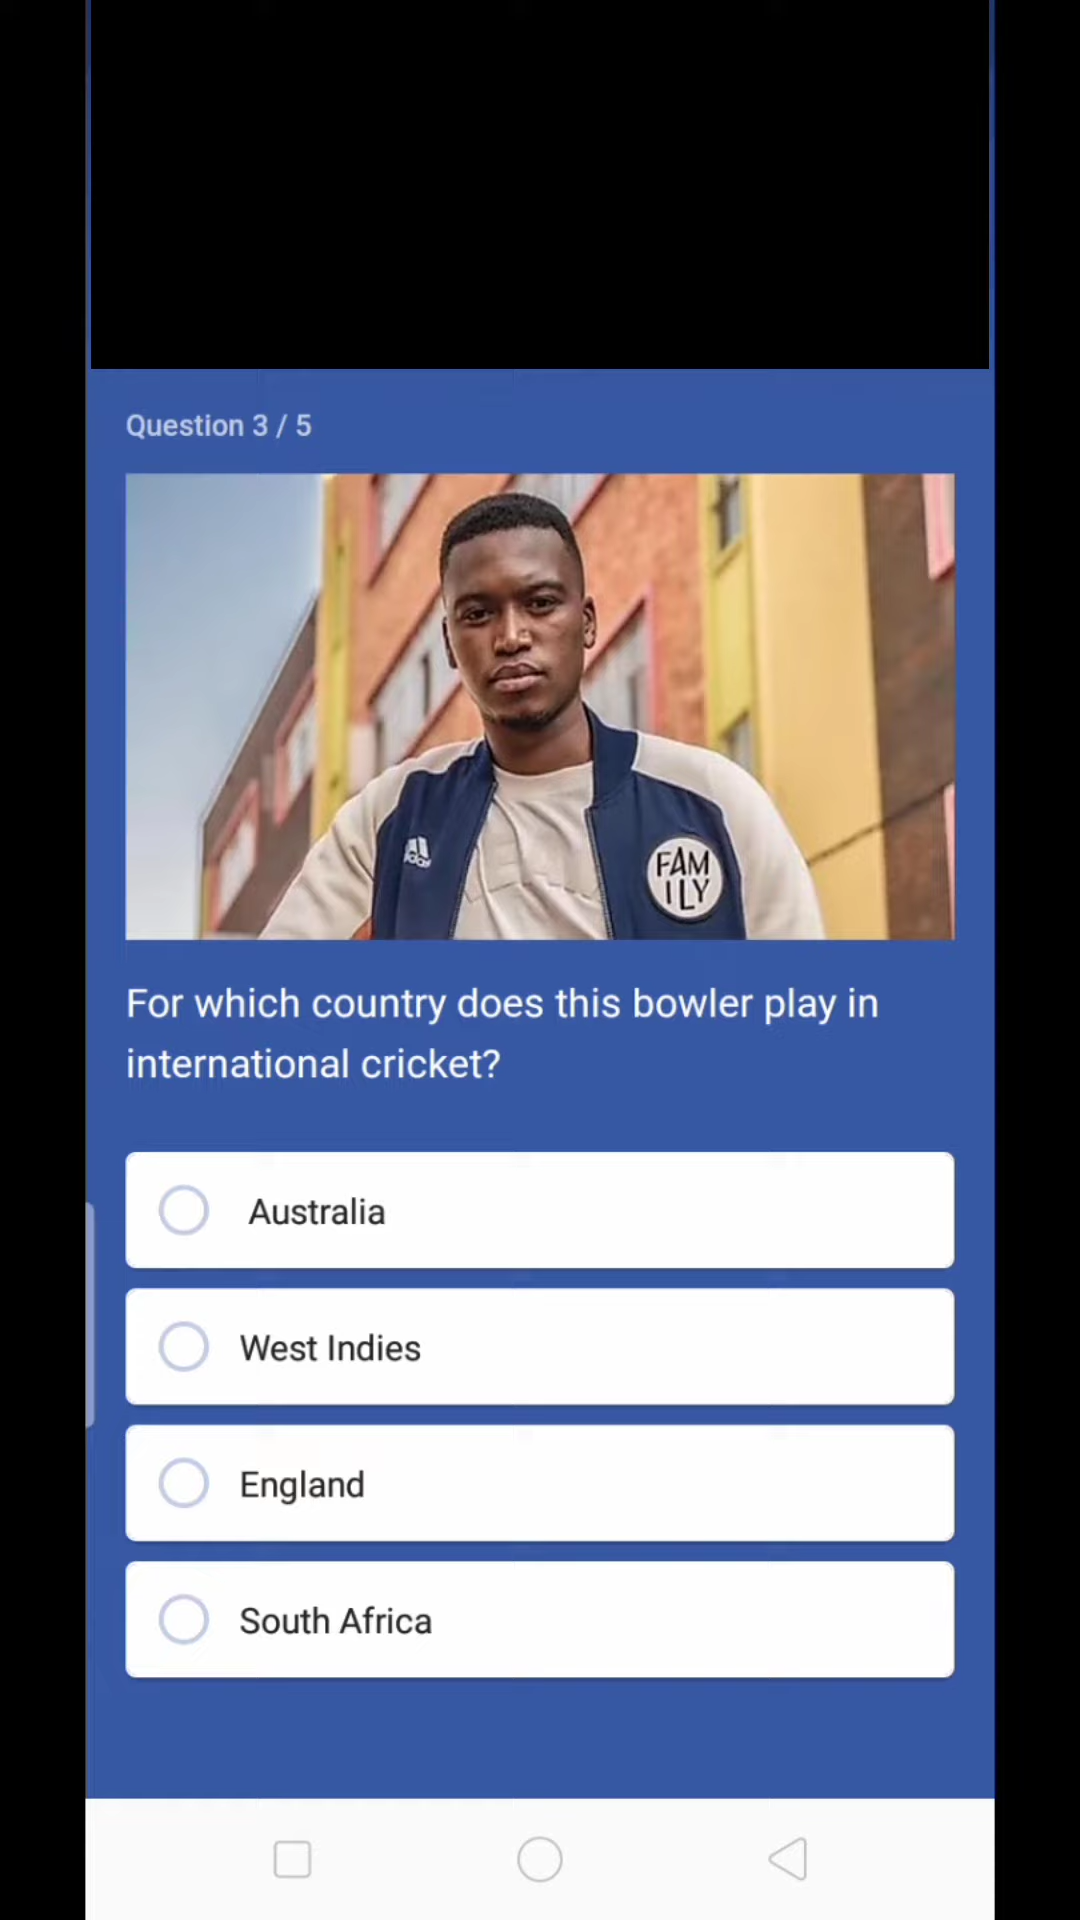 Question 3 / 5
adidas
FAM
ILY
For which country does this bowler play in
international cricket?
Australia
West Indies
England
South Africa